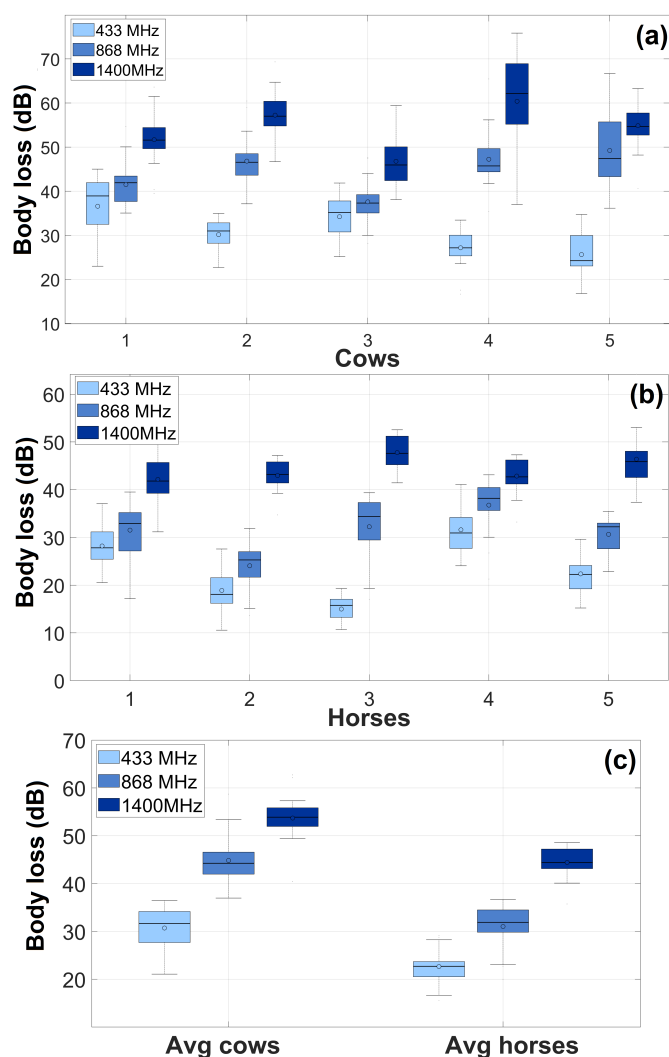 (a)
433 MHz
868 MHz
1400MHz
Body loss (dB)
70
60
50
40
30
20
10
1 2 3 4 5
Cows
(b)
433 MHz
868 MHz
1400MHz
Body loss (dB)
60
50
40
30
20
10
0
1 2 3 4 5
Horses
(c)
433 MHz
868 MHz
1400MHz
Body loss (dB)
70
60
50
40
30
20
Avg cows Avg horses